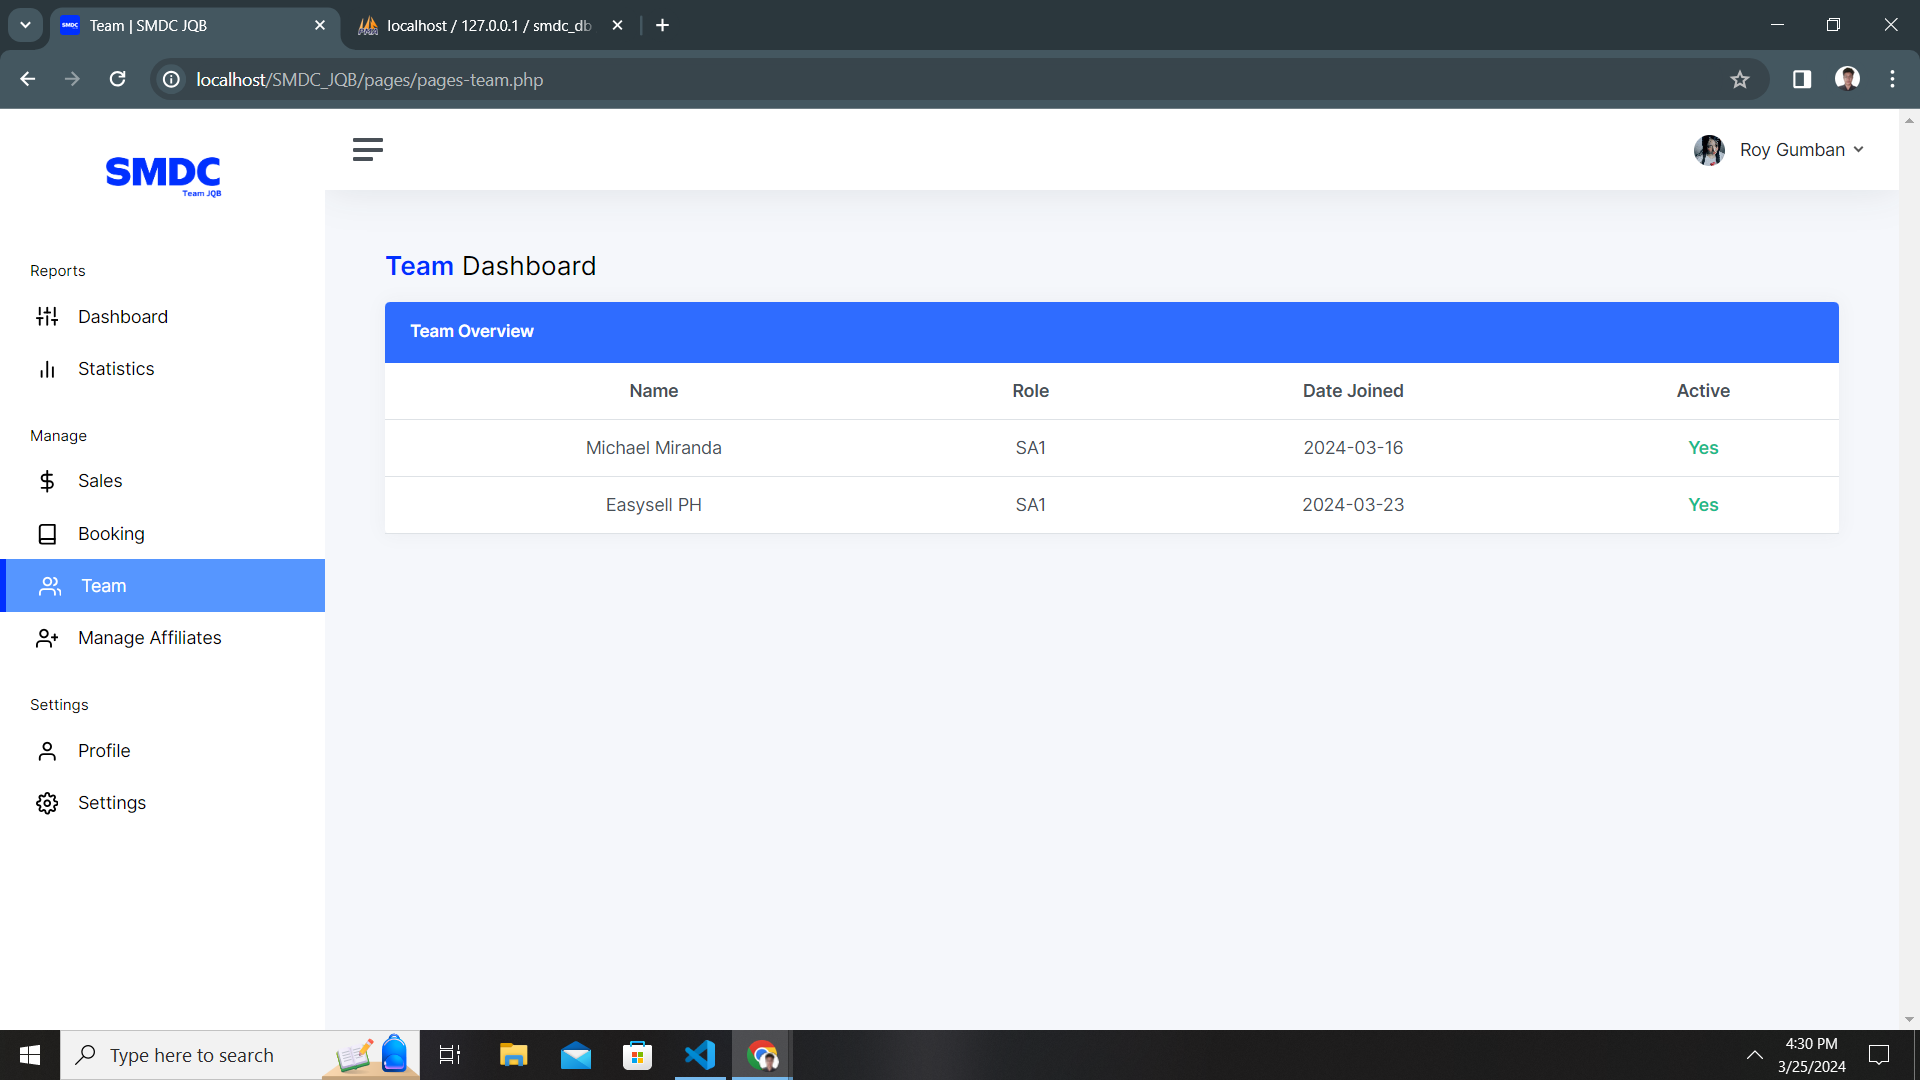 Team | SMDC JQB
localhost / 127.0.0.1 / smdc_db
localhost/SMDC_JQB/pages/pages-team.php
SMDC
Team JQB
Roy Gumban
Reports
Dashboard
Statistics
Manage
Sales
Booking
Team
Manage Affiliates
Settings
Profile
Settings
Team Dashboard
Team Overview
Name Role Date Joined Active
Michael Miranda SA1 2024-03-16 Yes
Easysell PH SA1 2024-03-23 Yes
Type here to search
4:30 PM
3/25/2024